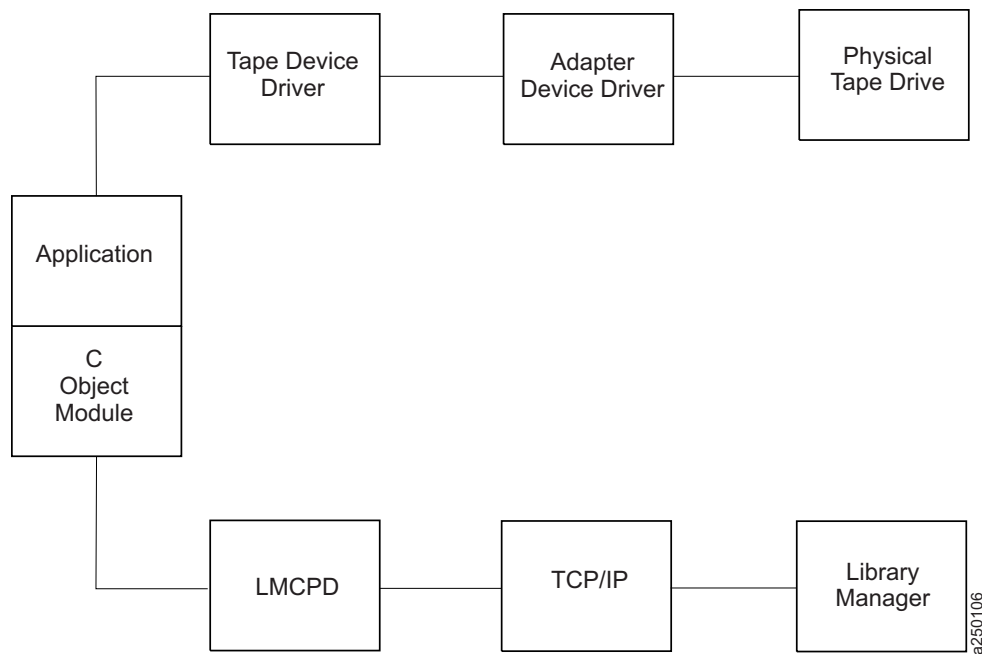 Tape Device
Driver
Adapter
Device Driver
Physical
Tape Drive
Application
C
Object
Module
LMCPD
TCP/IP
Library
Manager
a250106